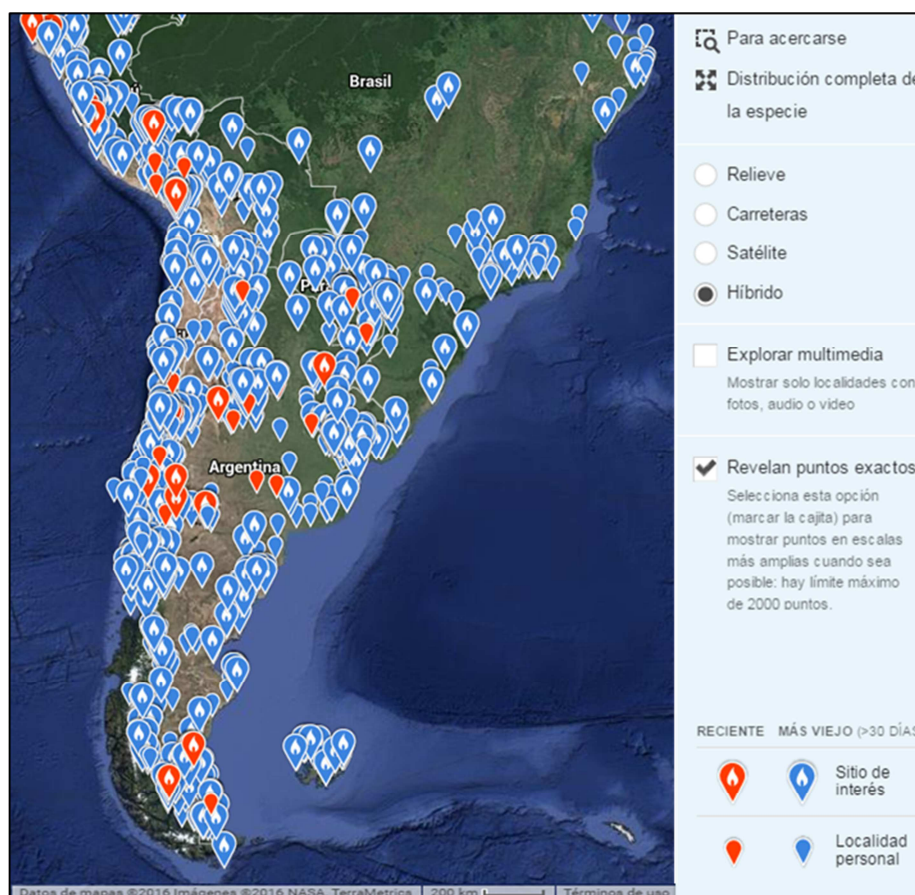 Brasil
Argentina
Para acercarse
Distribución completa de
la especie
Relieve
Carreteras
Satélite
Híbrido
Explorar multimedia
Mostrar solo localidades con
fotos, audio o video
Revelan puntos exactos
Selecciona esta opción
(marcar la cajita) para
mostrar puntos en escalas
más amplias cuando sea
posible: hay límite máximo
de 2000 puntos.
RECIENTE MÁS VIEJO (>30 DÍAS
Sitio de
interés
Localidad
personal
Datos de mapas ©2016 Imágenes ©2016 NASA, TerraMetrics 200 km Términos de uso